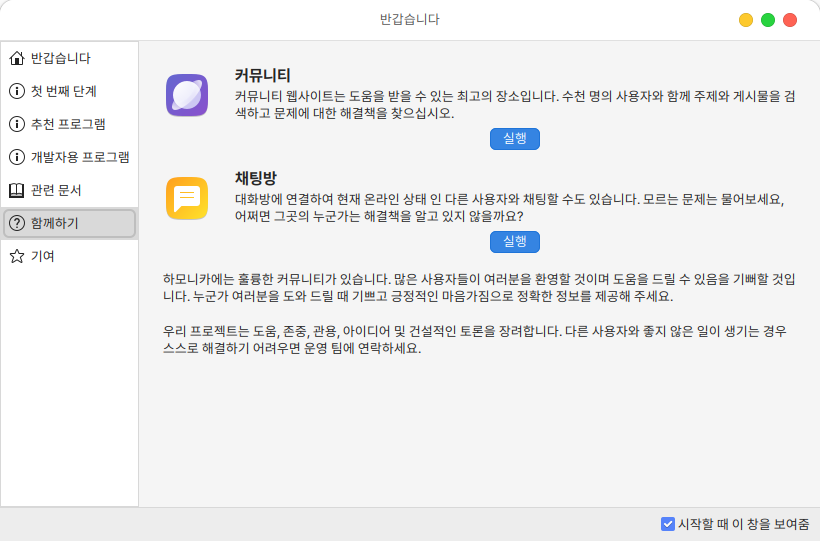 반갑습니다
반갑습니다
첫 번째 단계
추천 프로그램
개발자용 프로그램
관련 문서
함께하기
기여
커뮤니티
커뮤니티 웹사이트는 도움을 받을 수 있는 최고의 장소입니다. 수천 명의 사용자와 함께 주제와 게시물을 검
색하고 문제에 대한 해결책을 찾으십시오.
실행
채팅방
대화방에 연결하여 현재 온라인 상태 인 다른 사용자와 채팅할 수도 있습니다. 모르는 문제는 물어보세요,
어쩌면 그곳의 누군가는 해결책을 알고 있지 않을까요?
실행
하모니카에는 훌륭한 커뮤니티가 있습니다. 많은 사용자들이 여러분을 환영할 것이며 도움을 드릴 수 있음을 기뻐할 것입
니다. 누군가 여러분을 도와 드릴 때 기쁘고 긍정적인 마음가짐으로 정확한 정보를 제공해 주세요.
우리 프로젝트는 도움, 존중, 관용, 아이디어 및 건설적인 토론을 장려합니다. 다른 사용자와 좋지 않은 일이 생기는 경우
스스로 해결하기 어려우면 운영 팀에 연락하세요.
시작할 때 이 창을 보여줌